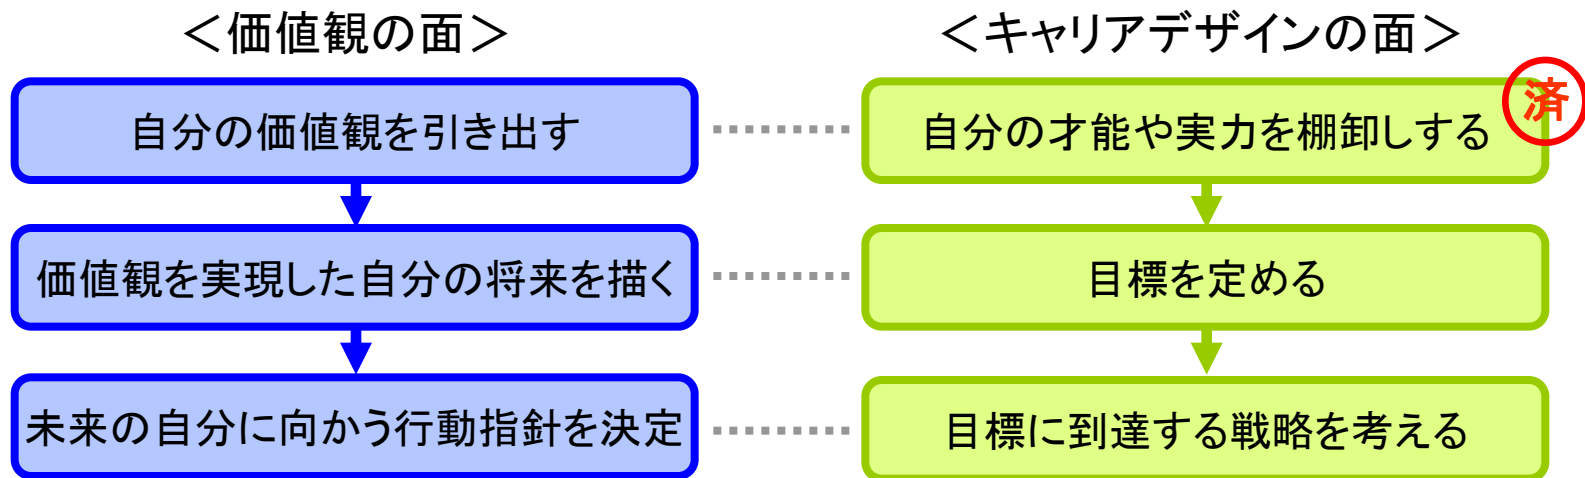 ＜価値観の面＞
＜キャリアデザインの面＞
自分の価値観を引き出す
自分の才能や実力を棚卸しする
済
価値観を実現した自分の将来を描く
目標を定める
未来の自分に向かう行動指針を決定
目標に到達する戦略を考える